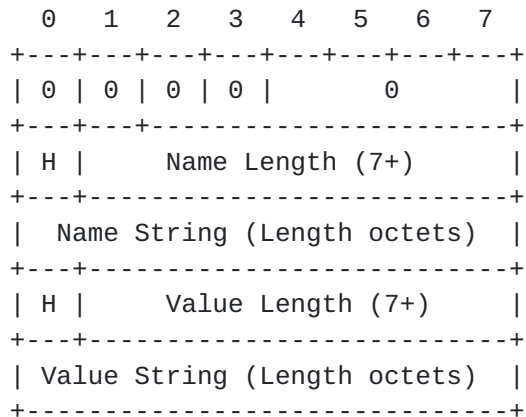 0   1   2   3   4   5   6   7
+---+---+---+---+---+---+---+---+
| 0 | 0 | 0 | 0 |       0       |
+---+---+-----------------------+
| H |     Name Length (7+)      |
+---+---------------------------+
|  Name String (Length octets)  |
+---+---------------------------+
| H |     Value Length (7+)     |
+---+---------------------------+
| Value String (Length octets)  |
+-------------------------------+